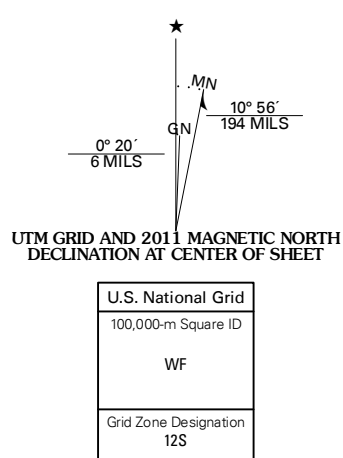 ★
MN
10° 56´
194 MILS
GN
0° 20´
6 MILS
UTM GRID AND 2011 MAGNETIC NORTH
DECLINATION AT CENTER OF SHEET
U.S. National Grid
100,000-m Square ID
WF
Grid Zone Designation
12S